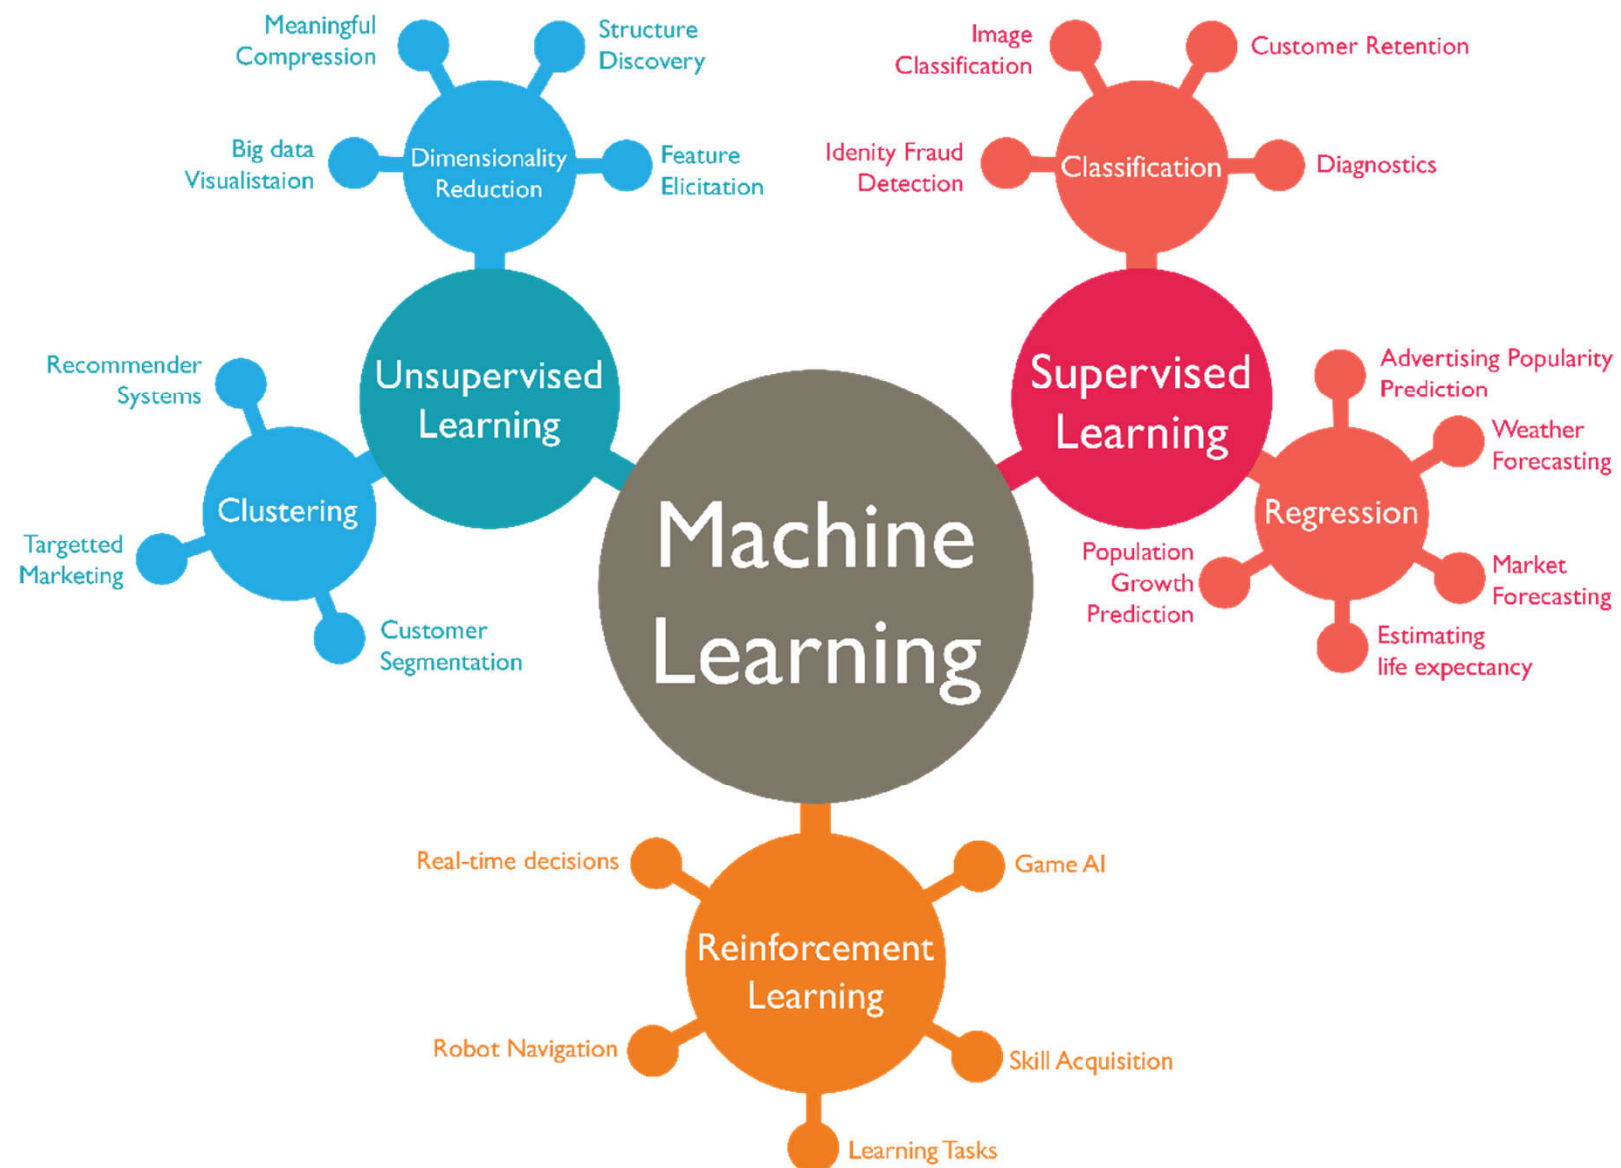 Meaningful
Compression
Structure
Discovery
Big data
Visualistaion
Dimensionality
Reduction
Feature
Elicitation
Image
Classification
Customer Retention
Idenity Fraud
Detection
Classification
Diagnostics
Unsupervised
Learning
Recommender
Systems
Clustering
Targetted
Marketing
Customer
Segmentation
Supervised
Learning
Advertising Popularity
Prediction
Weather
Forecasting
Regression
Population
Growth
Prediction
Market
Forecasting
Estimating
life expectancy
Machine
Learning
Real-time decisions
Game AI
Reinforcement
Learning
Robot Navigation
Skill Acquisition
Learning Tasks